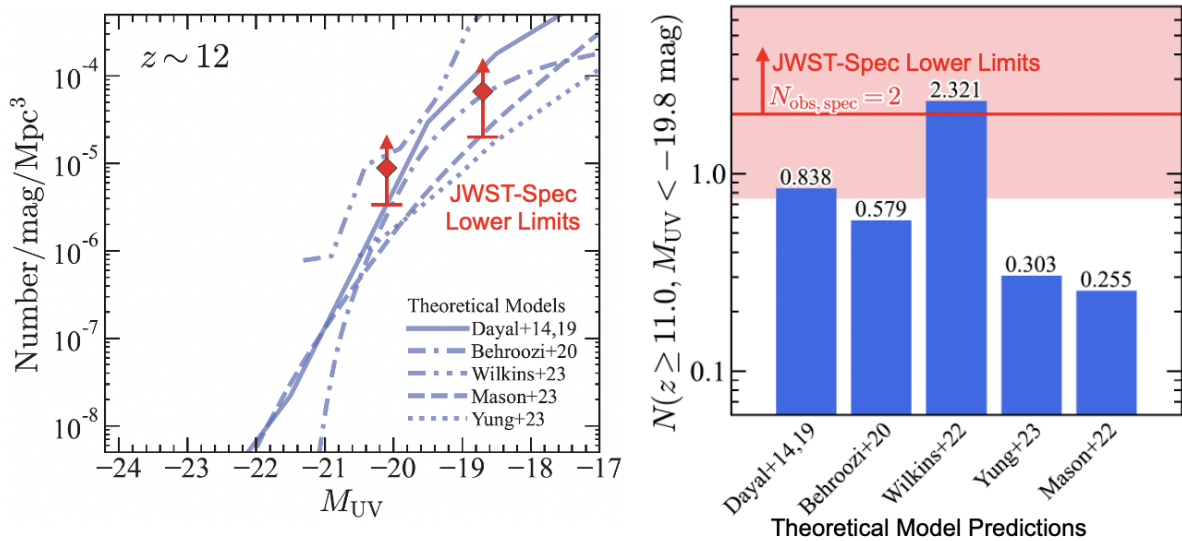 z ~ 12
Number/mag/Mpc³
10⁻⁴
10⁻⁵
10⁻⁶
10⁻⁷
10⁻⁸
JWST-Spec
Lower Limits
Theoretical Models
Dayal+14,19
Behroozi+20
Wilkins+23
Mason+23
Yung+23
−24 −23 −22 −21 −20 −19 −18 −17
M_UV
N(z ≥ 11.0, M_UV < −19.8 mag)
1.0
0.1
JWST-Spec Lower Limits
N_obs,spec = 2
0.838
0.579
2.321
0.303
0.255
Dayal+14,19
Behroozi+20
Wilkins+22
Yung+23
Mason+22
Theoretical Model Predictions